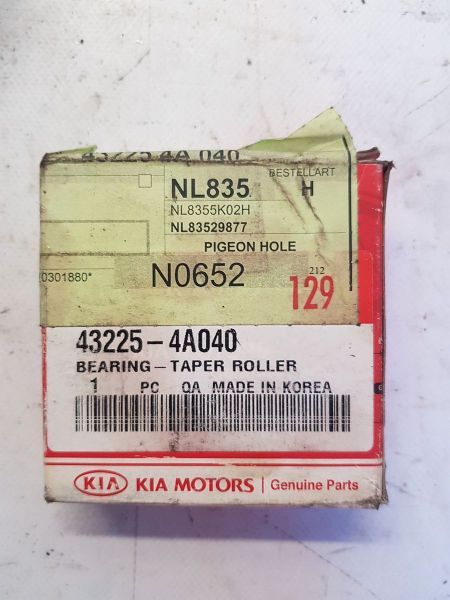 43225 4A 040
BESTELLART
NL835 H
NL8355K02H
NL83529877
PIGEON HOLE
0301880*
N0652
212
129
43225-4A040
BEARING-TAPER ROLLER
1 PC QA MADE IN KOREA
KIA KIA MOTORS | Genuine Parts